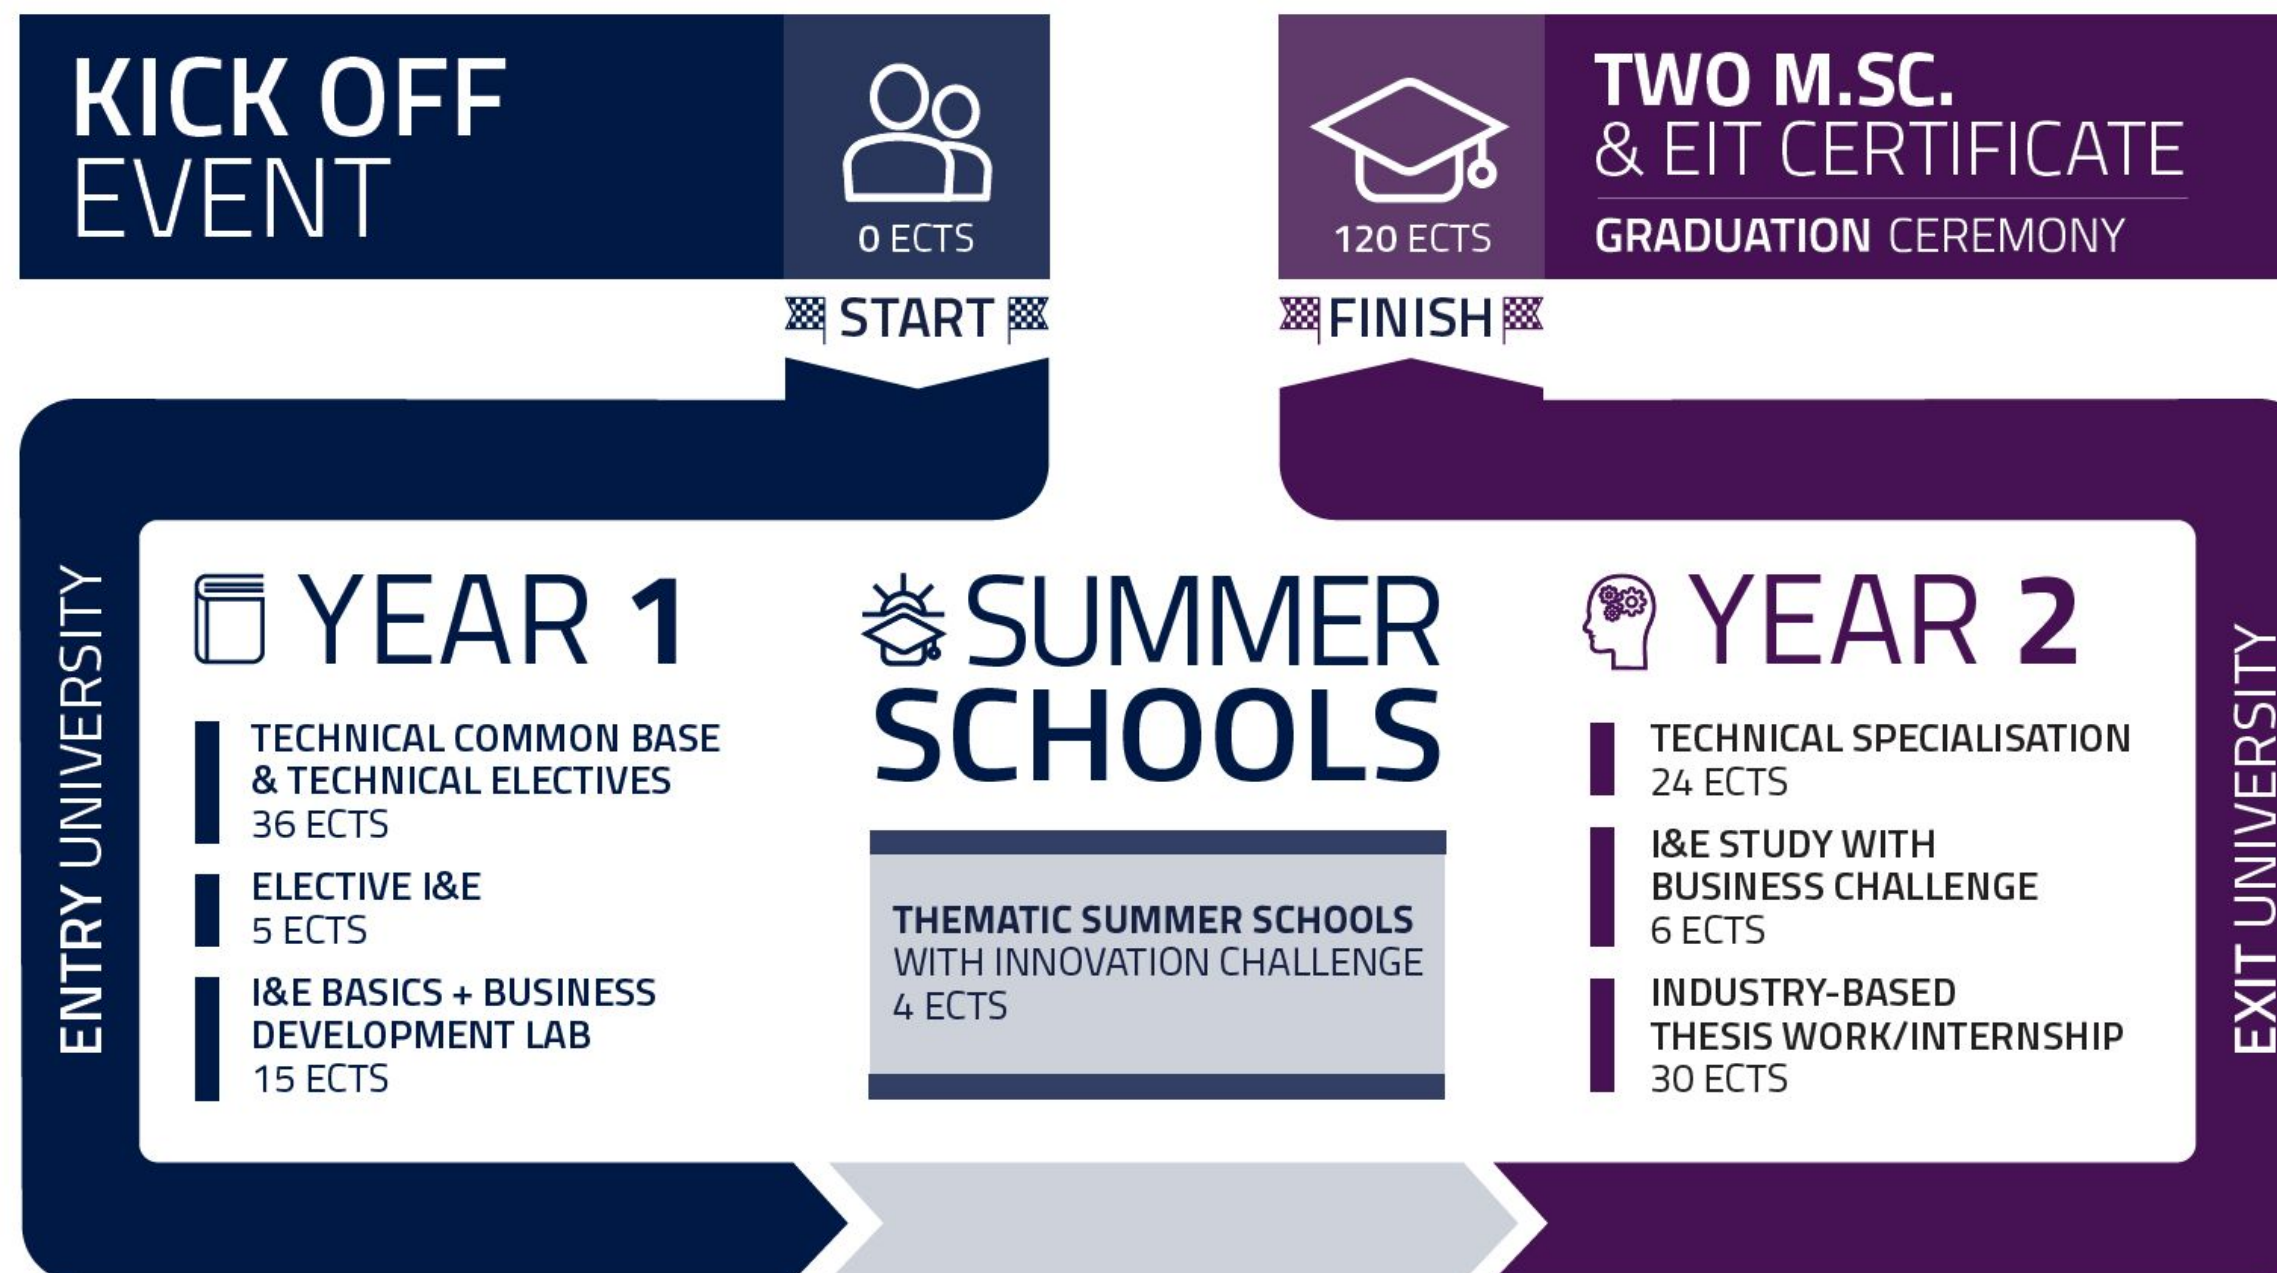 KICK OFF
EVENT
0 ECTS
START
120 ECTS
FINISH
TWO M.SC.
& EIT CERTIFICATE
GRADUATION CEREMONY
ENTRY UNIVERSITY
YEAR 1
TECHNICAL COMMON BASE
& TECHNICAL ELECTIVES
36 ECTS
ELECTIVE I&E
5 ECTS
I&E BASICS + BUSINESS
DEVELOPMENT LAB
15 ECTS
SUMMER
SCHOOLS
THEMATIC SUMMER SCHOOLS
WITH INNOVATION CHALLENGE
4 ECTS
YEAR 2
TECHNICAL SPECIALISATION
24 ECTS
I&E STUDY WITH
BUSINESS CHALLENGE
6 ECTS
INDUSTRY-BASED
THESIS WORK/INTERNSHIP
30 ECTS
EXIT UNIVERSITY